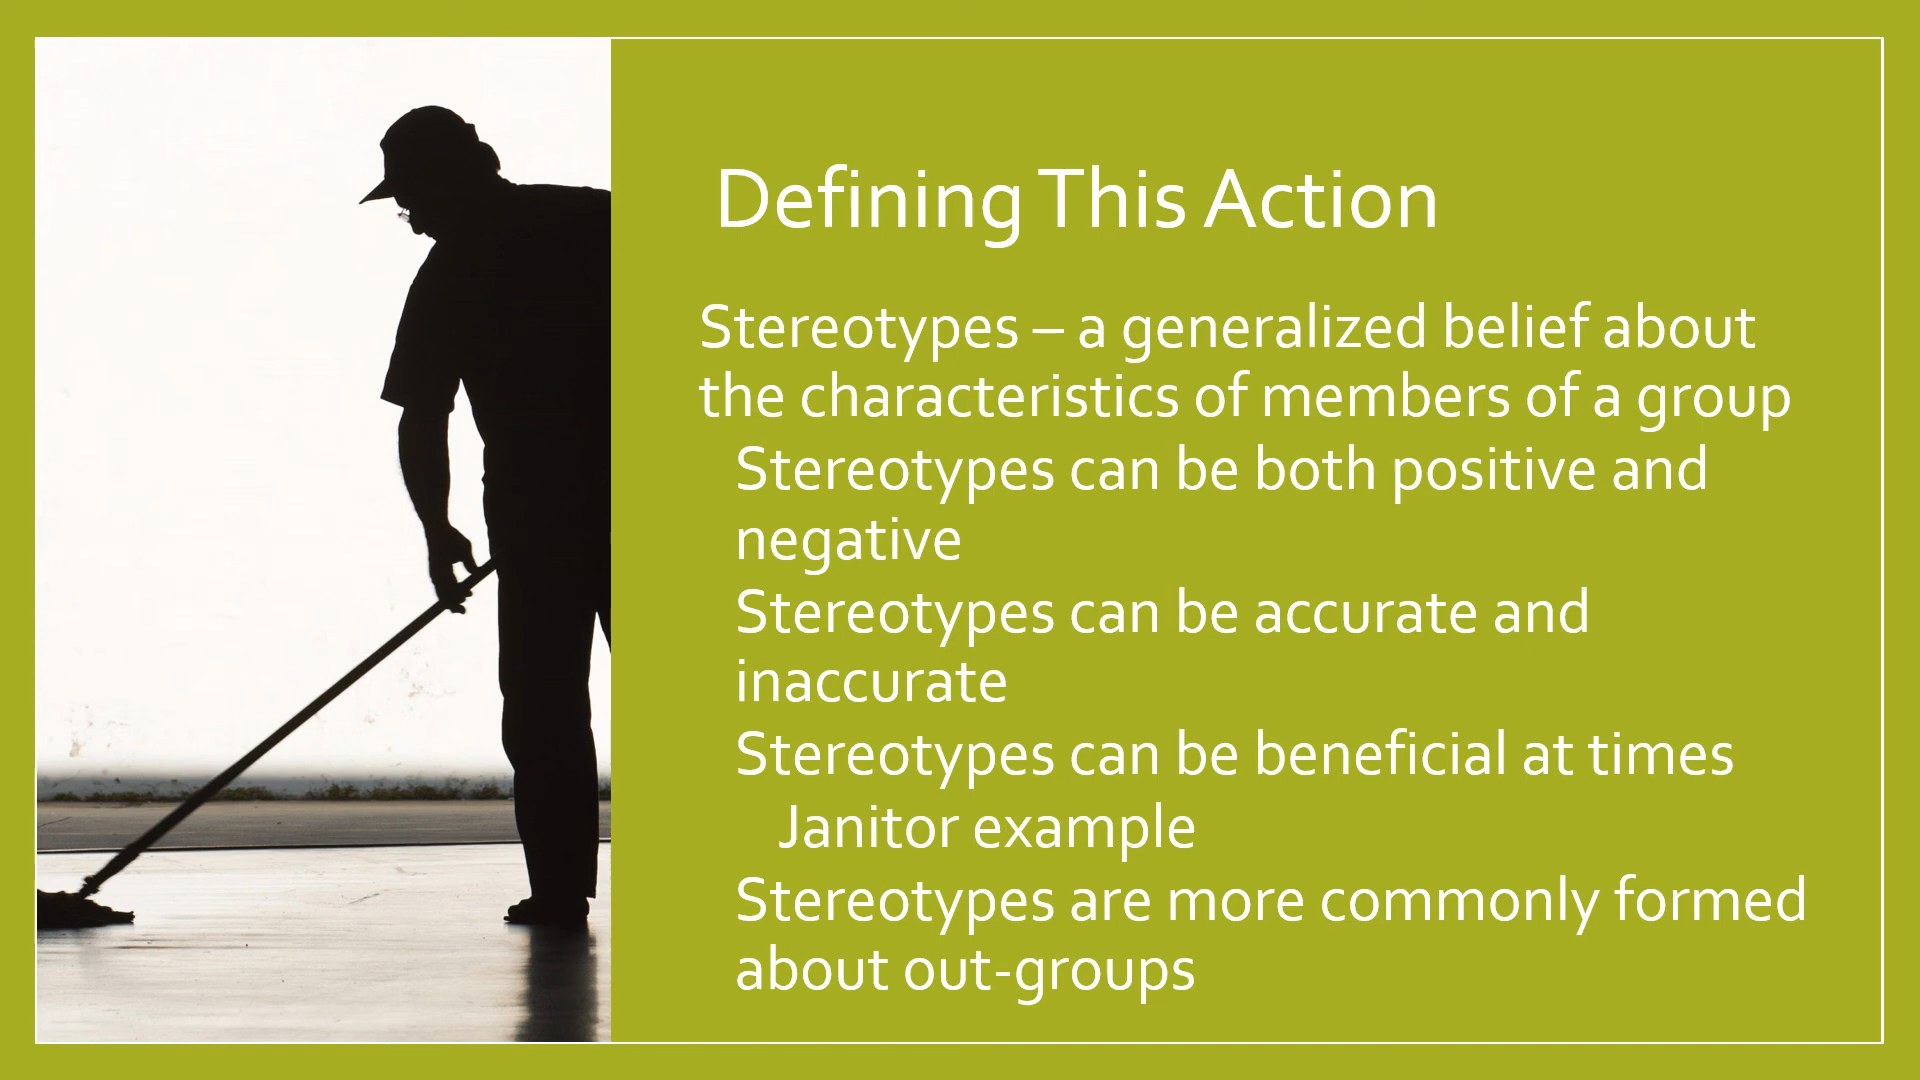 Defining This Action
Stereotypes – a generalized belief about
the characteristics of members of a group
Stereotypes can be both positive and
negative
Stereotypes can be accurate and
inaccurate
Stereotypes can be beneficial at times
Janitor example
Stereotypes are more commonly formed
about out-groups